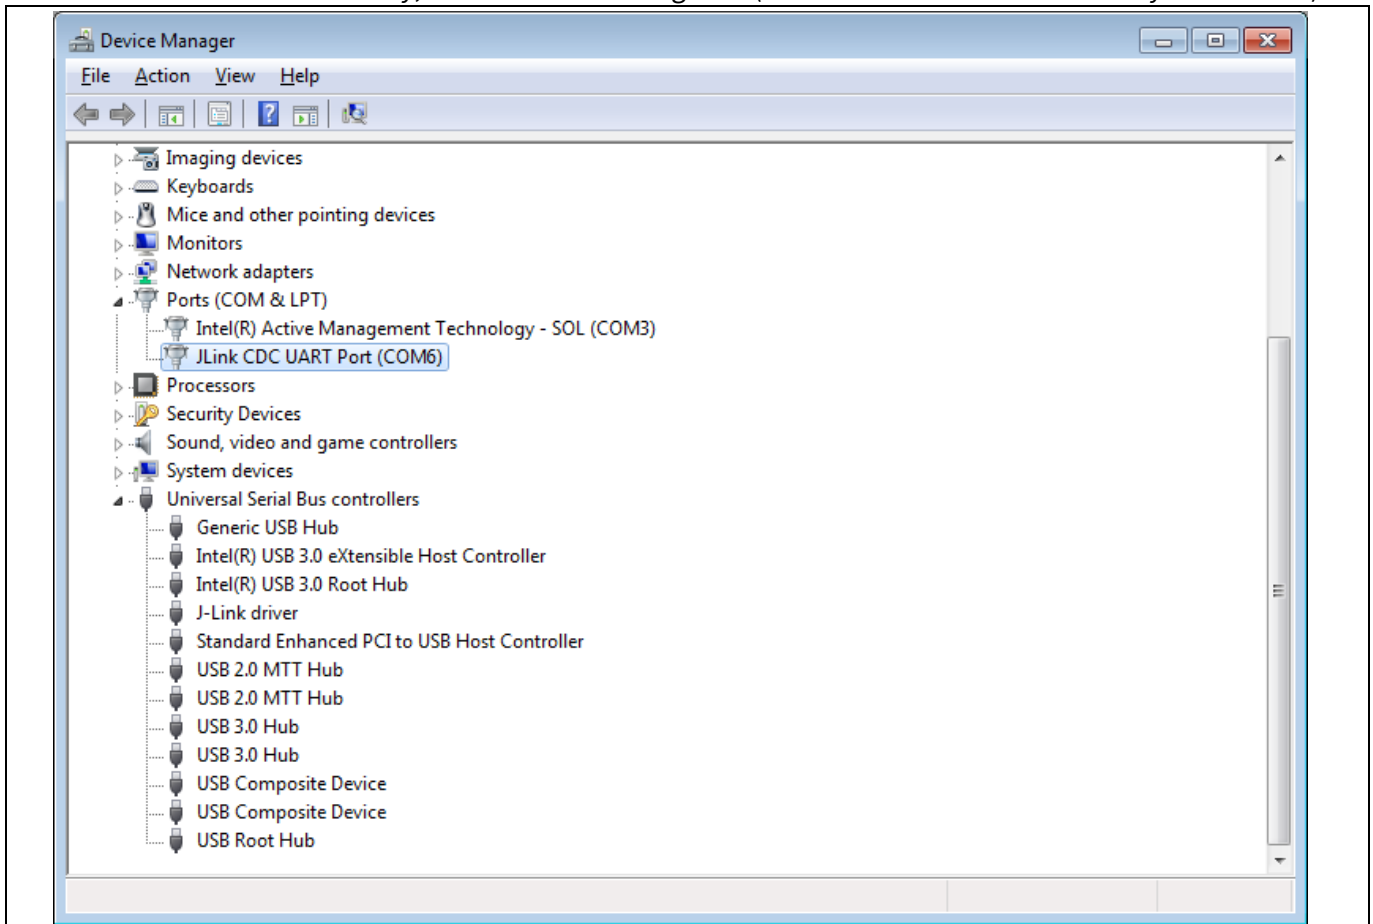 Device Manager
File Action View Help
Imaging devices
Keyboards
Mice and other pointing devices
Monitors
Network adapters
Ports (COM & LPT)
Intel(R) Active Management Technology - SOL (COM3)
JLink CDC UART Port (COM6)
Processors
Security Devices
Sound, video and game controllers
System devices
Universal Serial Bus controllers
Generic USB Hub
Intel(R) USB 3.0 eXtensible Host Controller
Intel(R) USB 3.0 Root Hub
J-Link driver
Standard Enhanced PCI to USB Host Controller
USB 2.0 MTT Hub
USB 2.0 MTT Hub
USB 3.0 Hub
USB 3.0 Hub
USB Composite Device
USB Composite Device
USB Root Hub